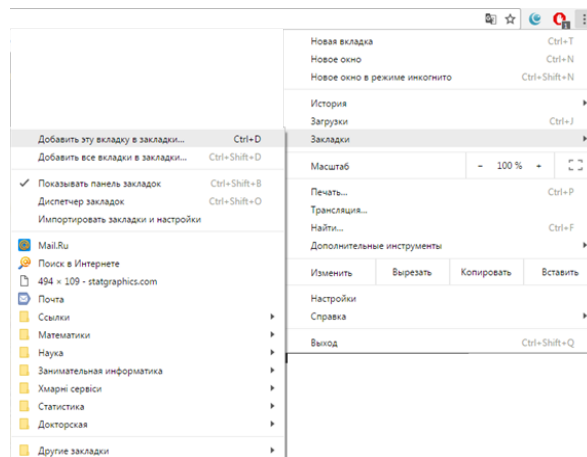 1
Новая вкладка Ctrl+T
Новое окно Ctrl+N
Новое окно в режиме инкогнито Ctrl+Shift+N
История
Загрузки Ctrl+J
Закладки
Масштаб - 100 % +
Печать... Ctrl+P
Трансляция...
Найти... Ctrl+F
Дополнительные инструменты
Изменить Вырезать Копировать Вставить
Настройки
Справка
Выход Ctrl+Shift+Q
Добавить эту вкладку в закладки... Ctrl+D
Добавить все вкладки в закладки... Ctrl+Shift+D
Показывать панель закладок Ctrl+Shift+B
Диспетчер закладок Ctrl+Shift+O
Импортировать закладки и настройки
Mail.Ru
Поиск в Интернете
494 × 109 - statgraphics.com
Почта
Ссылки
Математики
Наука
Занимательная информатика
Хмарні сервіси
Статистика
Докторская
Другие закладки